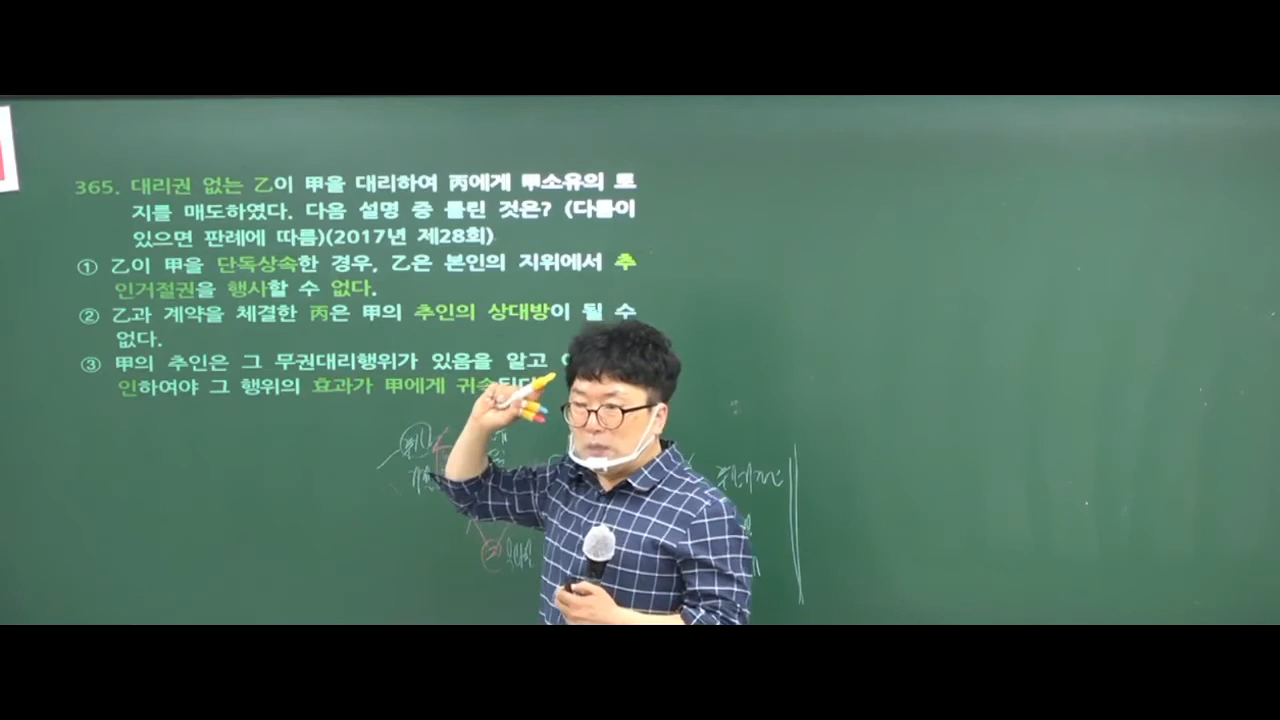 365. 대리권 없는 乙이 甲을 대리하여 丙에게 甲소유의 토
지를 매도하였다. 다음 설명 중 틀린 것은? (다툼이
있으면 판례에 따름)(2017년 제28회)
① 乙이 甲을 단독상속한 경우, 乙은 본인의 지위에서 추
인거절권을 행사할 수 없다.
② 乙과 계약을 체결한 丙은 甲의 추인의 상대방이 될 수
없다.
③ 甲의 추인은 그 무권대리행위가 있음을 알고
인하여야 그 행위의 효과가 甲에게 귀속된다